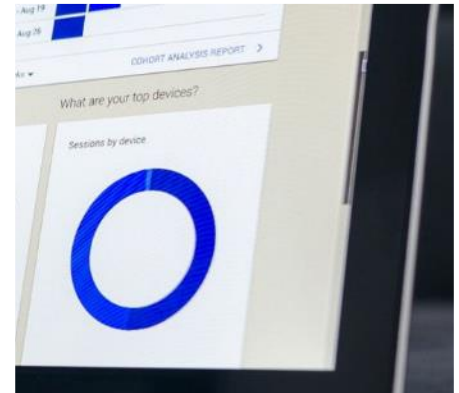 - Aug 19
- Aug 26
COHORT ANALYSIS REPORT >
What are your top devices?
Sessions by device